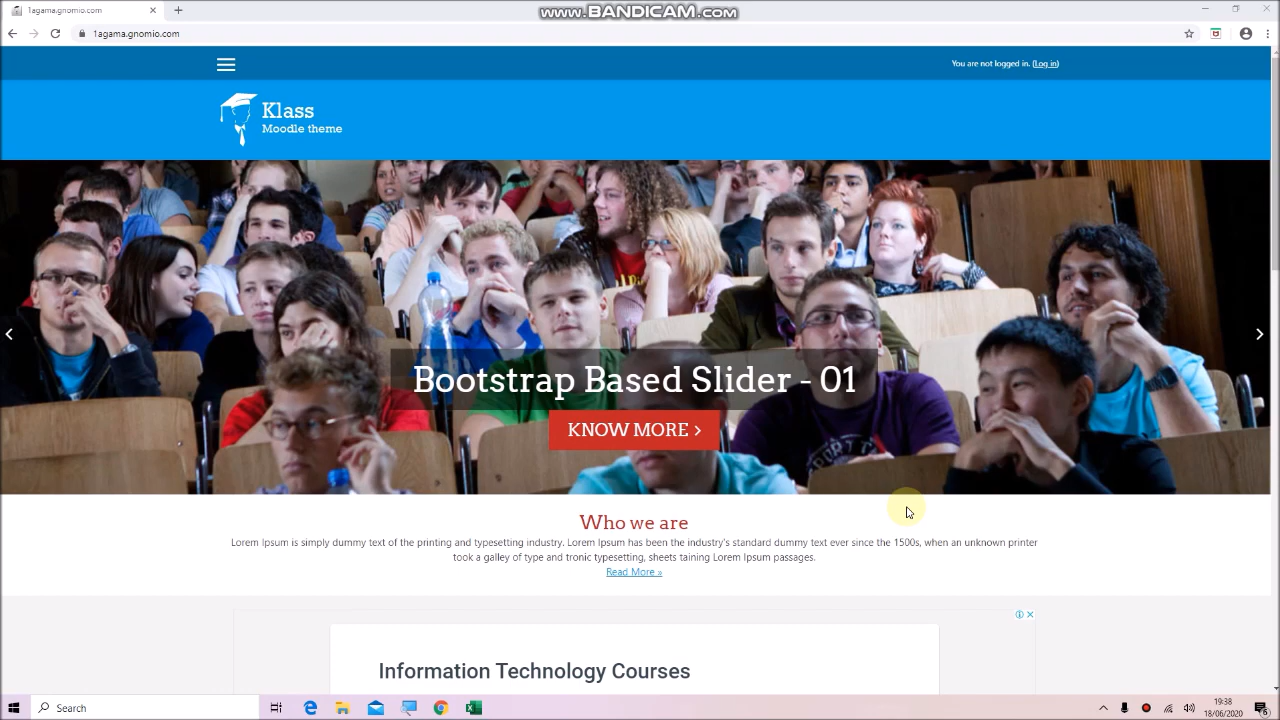 1agama.gnomio.com
www.BANDICAM.com
1agama.gnomio.com
You are not logged in. (Log in)
Klass
Moodle theme
Bootstrap Based Slider - 01
KNOW MORE
Who we are
Lorem Ipsum is simply dummy text of the printing and typesetting industry. Lorem Ipsum has been the industry's standard dummy text ever since the 1500s, when an unknown printer
took a galley of type and tronic typesetting, sheets taining Lorem Ipsum passages.
Read More »
Information Technology Courses
Search
19:38
18/06/2020